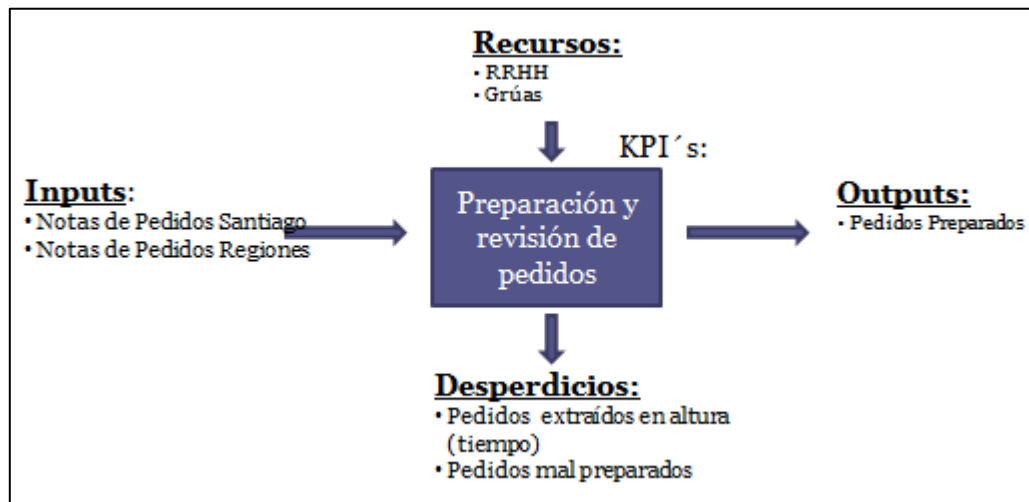 Recursos:
• RRHH
• Grúas
KPI´s:
Inputs:
• Notas de Pedidos Santiago
• Notas de Pedidos Regiones
Preparación y
revisión de
pedidos
Outputs:
• Pedidos Preparados
Desperdicios:
• Pedidos extraídos en altura
(tiempo)
• Pedidos mal preparados